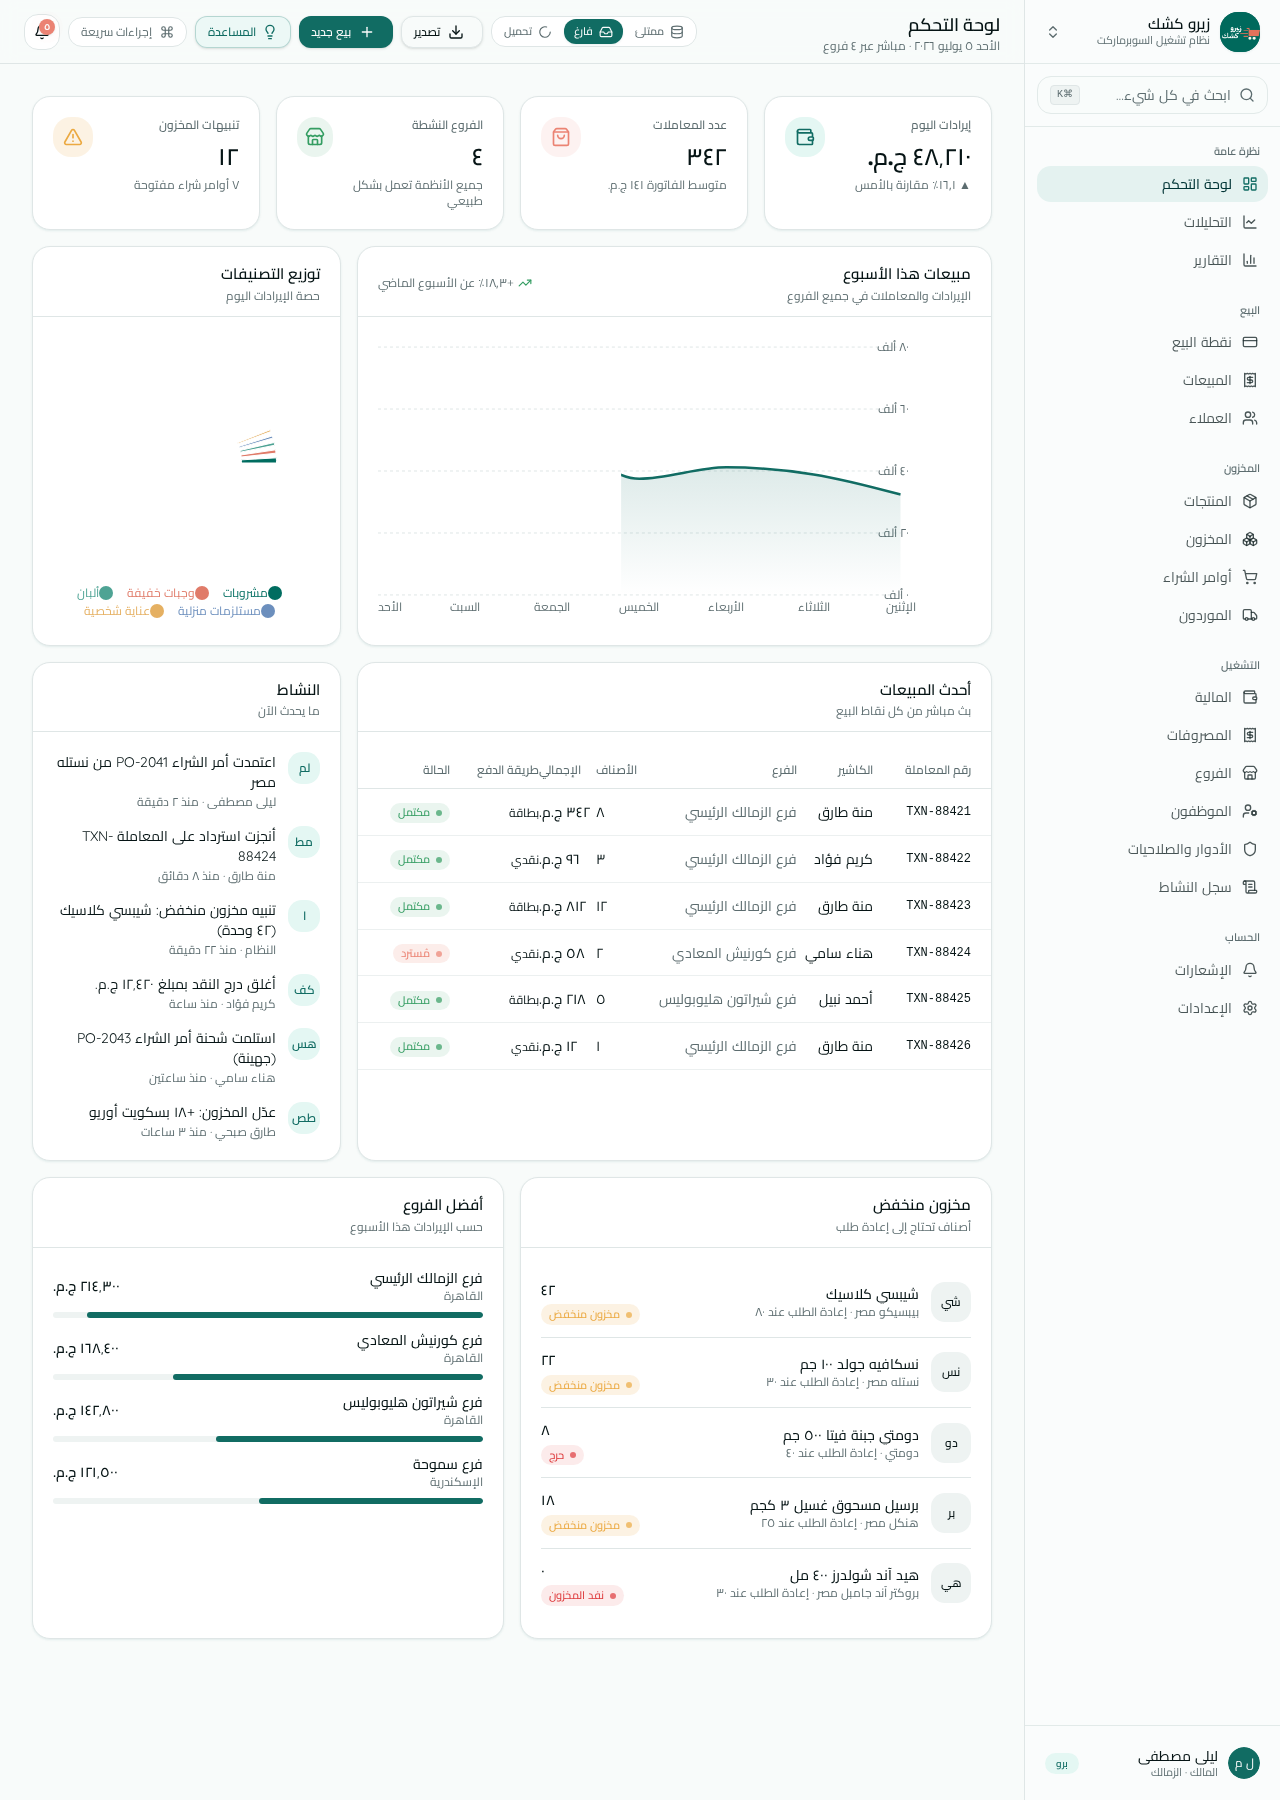 زيرو كشك
نظام تشغيل السوبرماركت
ابحث في كل شيء...
⌘K
نظرة عامة
لوحة التحكم
التحليلات
التقارير
البيع
نقطة البيع
المبيعات
العملاء
المخزون
المنتجات
المخزون
أوامر الشراء
الموردون
التشغيل
المالية
المصروفات
الفروع
الموظفون
الأدوار والصلاحيات
سجل النشاط
الحساب
الإشعارات
الإعدادات
ل م
ليلى مصطفى
المالك · الزمالك
برو
لوحة التحكم
الأحد ٥ يوليو ٢٠٢٦ · مباشر عبر ٤ فروع
ممتلئ
فارغ
تحميل
تصدير
بيع جديد
المساعدة
إجراءات سريعة
٥
إيرادات اليوم
٤٨,٢١٠ ج.م.
▲ ١٦,١٪ مقارنة بالأمس
عدد المعاملات
٣٤٢
متوسط الفاتورة ١٤١ ج.م.
الفروع النشطة
٤
جميع الأنظمة تعمل بشكل
طبيعي
تنبيهات المخزون
١٢
٧ أوامر شراء مفتوحة
مبيعات هذا الأسبوع
الإيرادات والمعاملات في جميع الفروع
+١٨,٣٪ عن الأسبوع الماضي
٨٠ ألف
٦٠ ألف
٤٠ ألف
٢٠ ألف
٠ ألف
الإثنين
الثلاثاء
الأربعاء
الخميس
الجمعة
السبت
الأحد
توزيع التصنيفات
حصة الإيرادات اليوم
مشروبات
وجبات خفيفة
ألبان
مستلزمات منزلية
عناية شخصية
أحدث المبيعات
بث مباشر من كل نقاط البيع
رقم المعاملة الكاشير الفرع الأصناف الإجمالي طريقة الدفع الحالة
TXN-88421 منة طارق فرع الزمالك الرئيسي ٨ ٣٤٢ ج.م. بطاقة مكتمل
TXN-88422 كريم فؤاد فرع الزمالك الرئيسي ٣ ٩٦ ج.م. نقدي مكتمل
TXN-88423 منة طارق فرع الزمالك الرئيسي ١٢ ٨١٢ ج.م. بطاقة مكتمل
TXN-88424 هناء سامي فرع كورنيش المعادي ٢ ٥٨ ج.م. نقدي مُسترد
TXN-88425 أحمد نبيل فرع شيراتون هليوبوليس ٥ ٢١٨ ج.م. بطاقة مكتمل
TXN-88426 منة طارق فرع الزمالك الرئيسي ١ ١٢ ج.م. نقدي مكتمل
النشاط
ما يحدث الآن
لم
اعتمدت أمر الشراء PO-2041 من نستله
مصر
ليلى مصطفى · منذ ٢ دقيقة
مط
أنجزت استرداد على المعاملة TXN-
88424
منة طارق · منذ ٨ دقائق
ا
تنبيه مخزون منخفض: شيبسي كلاسيك
(٤٢ وحدة)
النظام · منذ ٢٢ دقيقة
كف
أغلق درج النقد بمبلغ ١٢,٤٢٠ ج.م.
كريم فؤاد · منذ ساعة
هس
استلمت شحنة أمر الشراء PO-2043
(جهينة)
هناء سامي · منذ ساعتين
طص
عدّل المخزون: +١٨ بسكويت أوريو
طارق صبحي · منذ ٣ ساعات
مخزون منخفض
أصناف تحتاج إلى إعادة طلب
شي
شيبسي كلاسيك
بيبسيكو مصر · إعادة الطلب عند ٨٠
٤٢
مخزون منخفض
نس
نسكافيه جولد ١٠٠ جم
نستله مصر · إعادة الطلب عند ٣٠
٢٢
مخزون منخفض
دو
دومتي جبنة فيتا ٥٠٠ جم
دومتي · إعادة الطلب عند ٤٠
٨
حرج
بر
برسيل مسحوق غسيل ٣ كجم
هنكل مصر · إعادة الطلب عند ٢٥
١٨
مخزون منخفض
هي
هيد آند شولدرز ٤٠٠ مل
بروكتر آند جامبل مصر · إعادة الطلب عند ٣٠
٠
نفد المخزون
أفضل الفروع
حسب الإيرادات هذا الأسبوع
فرع الزمالك الرئيسي
القاهرة
٢١٤,٣٠٠ ج.م.
فرع كورنيش المعادي
القاهرة
١٦٨,٤٠٠ ج.م.
فرع شيراتون هليوبوليس
القاهرة
١٤٢,٨٠٠ ج.م.
فرع سموحة
الإسكندرية
١٢١,٥٠٠ ج.م.